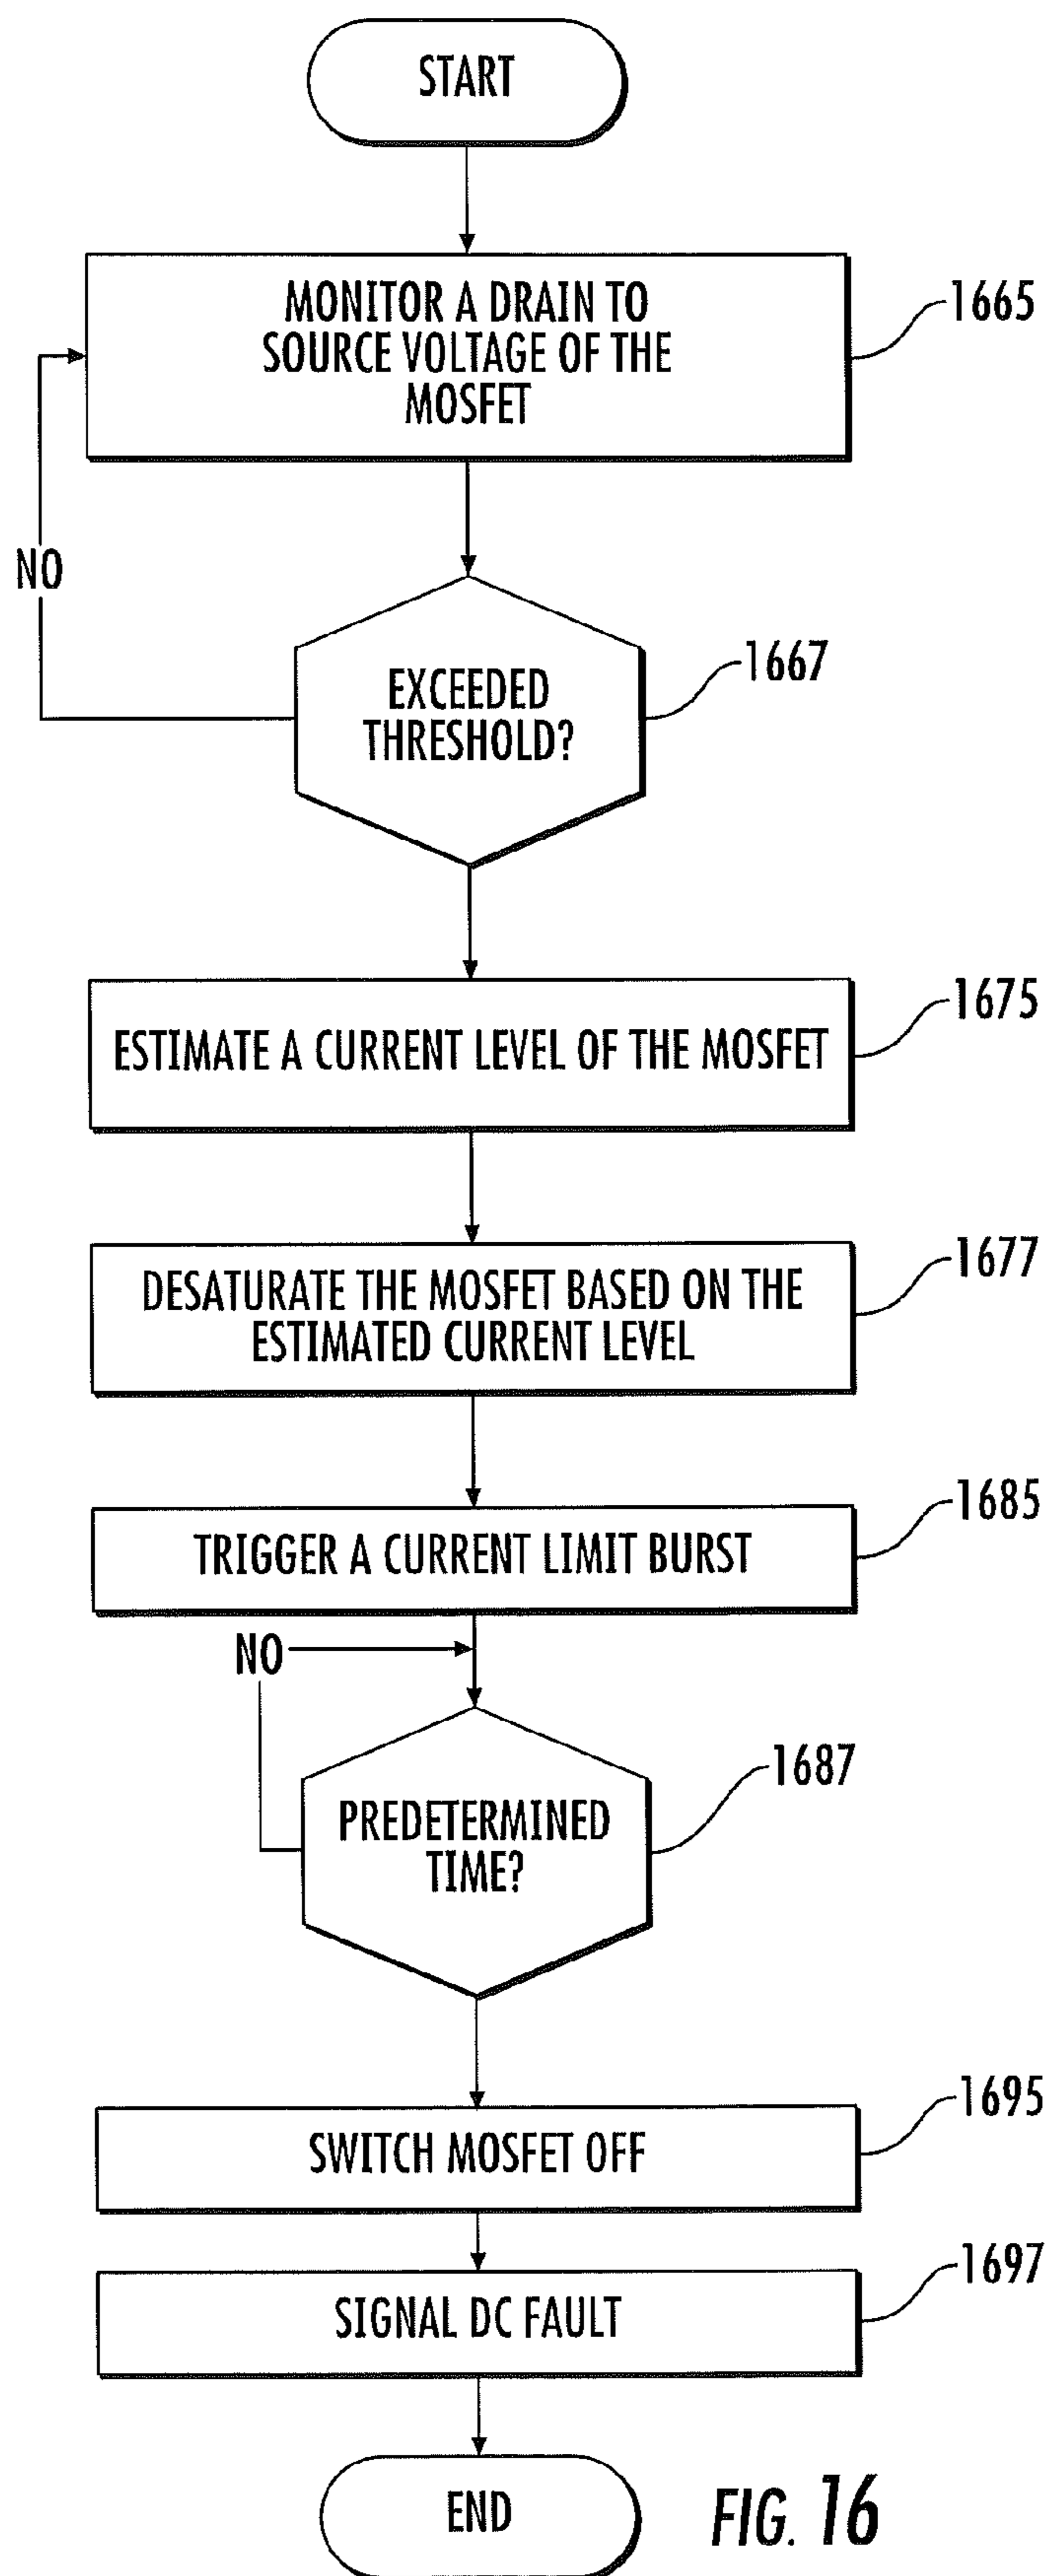 START
MONITOR A DRAIN TO
SOURCE VOLTAGE OF THE
MOSFET
1665
NO
EXCEEDED
THRESHOLD?
1667
ESTIMATE A CURRENT LEVEL OF THE MOSFET
1675
DESATURATE THE MOSFET BASED ON THE
ESTIMATED CURRENT LEVEL
1677
TRIGGER A CURRENT LIMIT BURST
1685
NO
PREDETERMINED
TIME?
1687
SWITCH MOSFET OFF
1695
SIGNAL DC FAULT
1697
END
FIG. 16